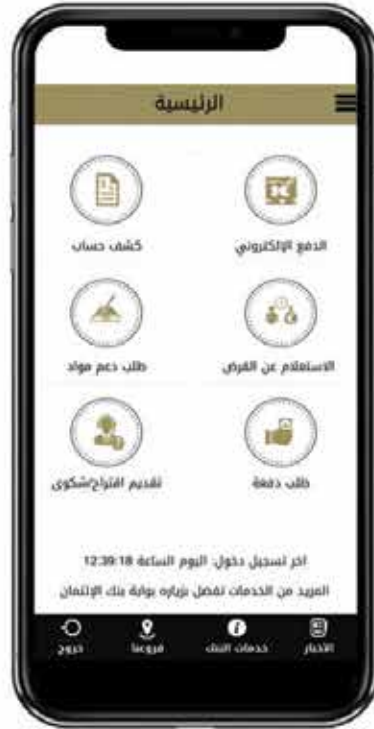 الرئيسية
الدفع الإلكتروني
كشف حساب
الاستعلام عن القرض
طلب دعم مواد
طلب دفعة
تقديم اقتراح/شكوى
اخر تسجيل دخول: اليوم الساعة 12:39:18
المزيد من الخدمات تفضل بزياره بوابة بنك الإئتمان
الأخبار
خدمات البنك
فروعنا
خروج